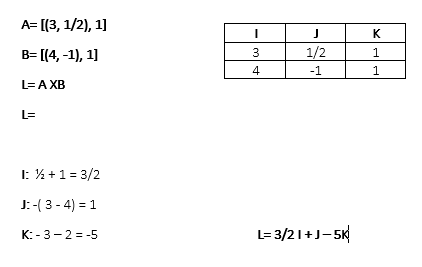 A= [(3, 1/2), 1]
B= [(4, -1), 1]
L= A XB
L=
I J K
3 1/2 1
4 -1 1
I: ½ + 1 = 3/2
J: -( 3 - 4) = 1
K: - 3 – 2 = -5
L= 3/2 I + J – 5K